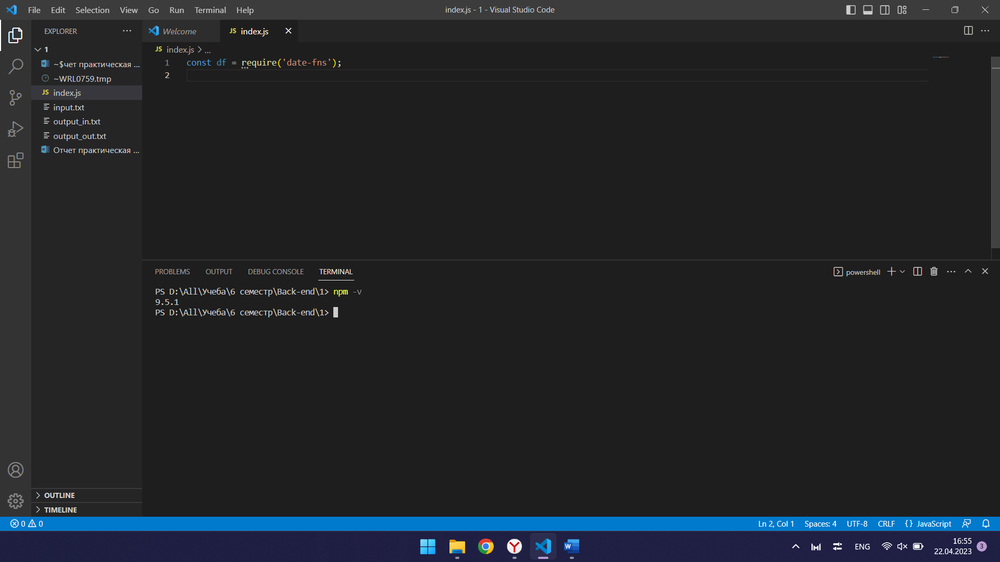 File Edit Selection View Go Run Terminal Help
index.js - 1 - Visual Studio Code
EXPLORER
Welcome
JS index.js
1
~$чет практическая ...
~WRL0759.tmp
JS index.js
input.txt
output_in.txt
output_out.txt
Отчет практическая ...
JS index.js > ...
1 const df = require('date-fns');
2
PROBLEMS OUTPUT DEBUG CONSOLE TERMINAL
powershell
PS D:\All\Учеба\6 семестр\Back-end\1> npm -v
9.5.1
PS D:\All\Учеба\6 семестр\Back-end\1>
OUTLINE
TIMELINE
0 0
Ln 2, Col 1 Spaces: 4 UTF-8 CRLF {} JavaScript
ENG
16:55
22.04.2023
3